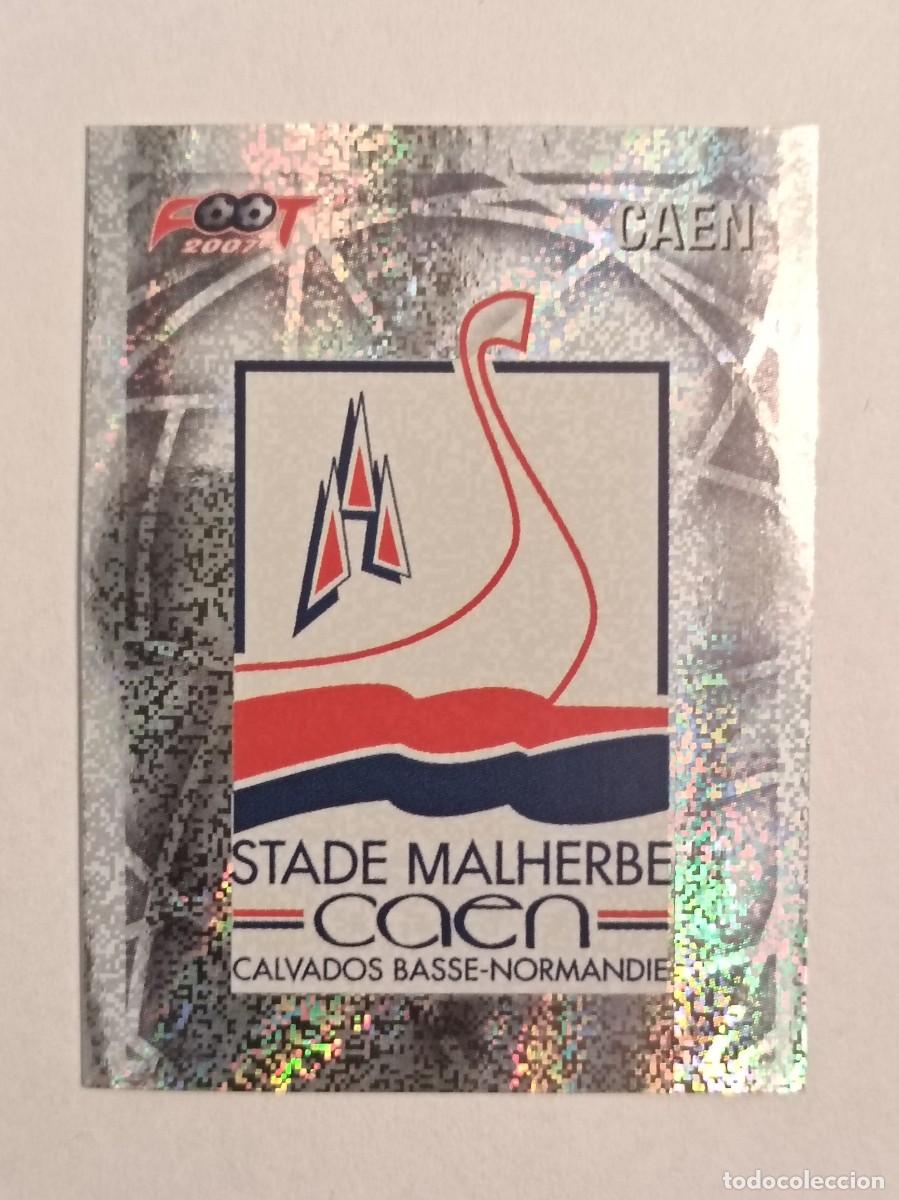 FOOT
2007
CAEN
STADE MALHERBE
caen
CALVADOS BASSE-NORMANDIE
todocoleccion